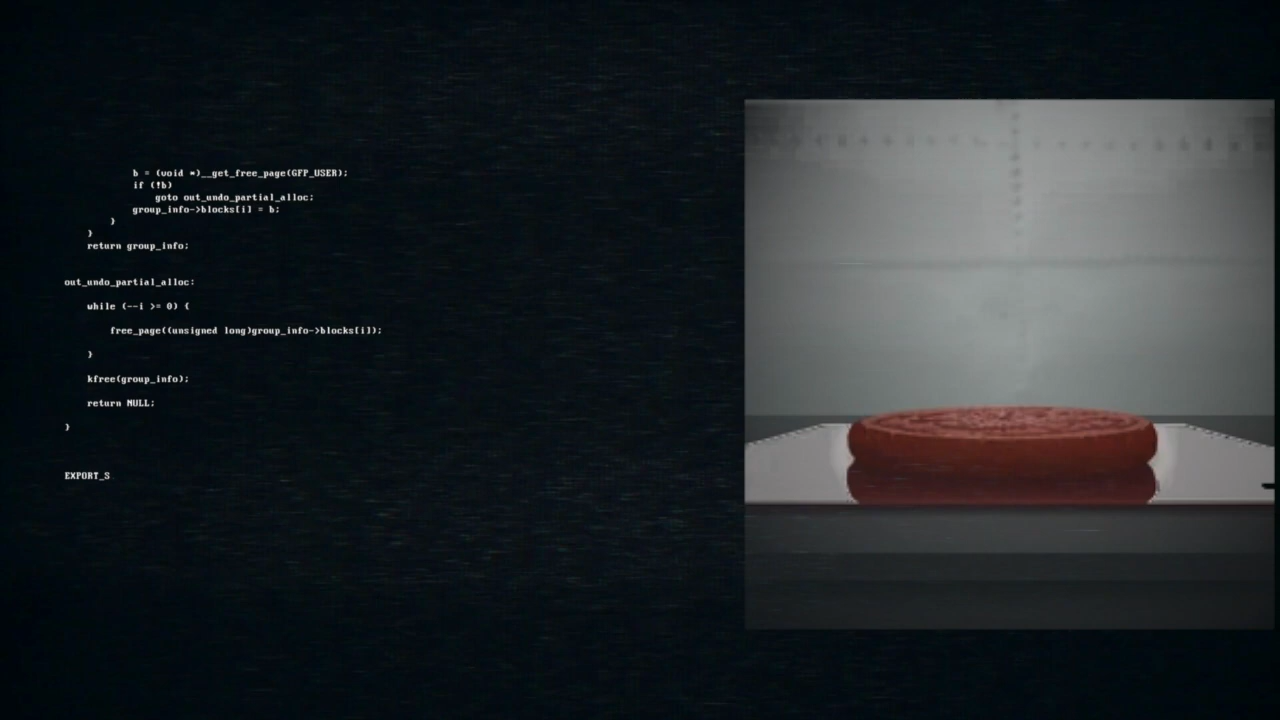 b = (void *)__get_free_page(GFP_USER);
if (!b)
goto out_undo_partial_alloc;
group_info->blocks[i] = b;
}
}
return group_info;
out_undo_partial_alloc:
while (--i >= 0) {
free_page((unsigned long)group_info->blocks[i]);
}
kfree(group_info);
return NULL;
}
EXPORT_S